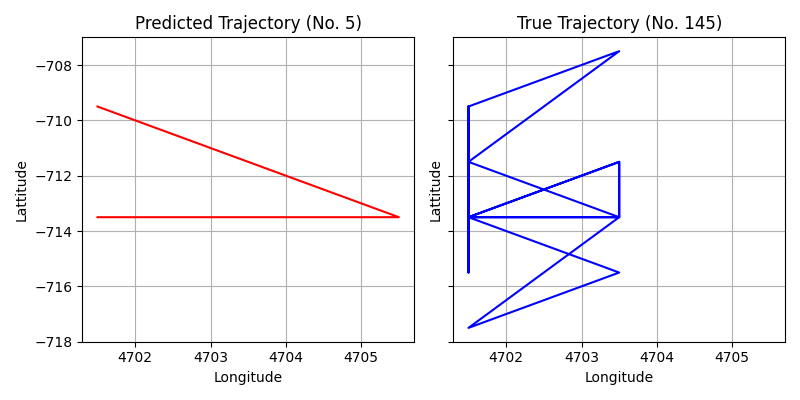 Predicted Trajectory (No. 5)
True Trajectory (No. 145)
−708
−710
−712
−714
−716
−718
Lattitude
Lattitude
4702 4703 4704 4705
4702 4703 4704 4705
Longitude
Longitude